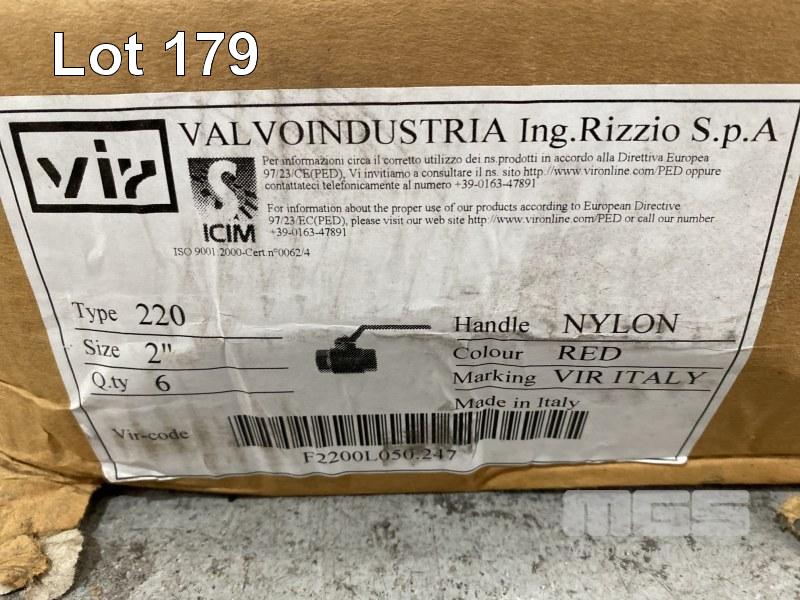 Lot 179
vir
VALVOINDUSTRIA Ing.Rizzio S.p.A
Per informazioni circa il corretto utilizzo dei ns.prodotti in accordo alla Direttiva Europea
97/23/CE(PED), Vi invitiamo a consultare il ns. sito http://www.vironline.com/PED oppure
contattateci telefonicamente al numero +39-0163-47891
For information about the proper use of our products according to European Directive
97/23/EC(PED), please visit our web site http://www.vironline.com/PED or call our number
+39-0163-47891
ICIM
ISO 9001:2000-Cert.n°0062/4
Type 220
Size 2"
Q.ty 6
Handle NYLON
Colour RED
Marking VIR ITALY
Made in Italy
Vir-code
F2200L050.247
MGS